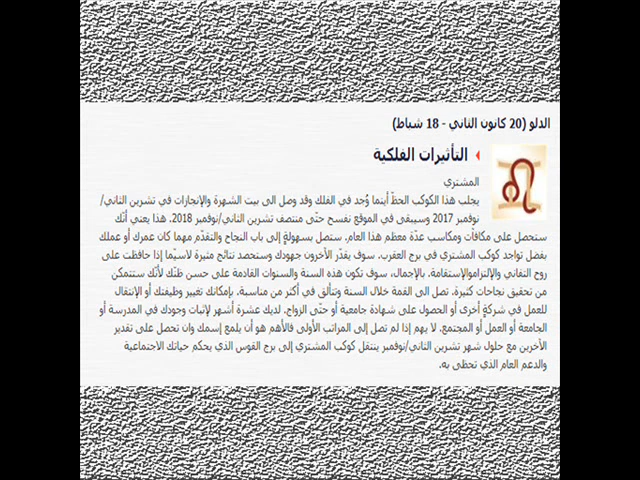 الدلو (20 كانون الثاني - 18 شباط)
التأثيرات الفلكية
المشتري
يجلب هذا الكوكب الحظّ أينما وُجد في الفلك وقد وصل الى بيت الشهرة والإنجازات في تشرين الثاني/
نوفمبر 2017 وسيبقى في الموقع نفسح حتّى منتصف تشرين الثاني/نوفمبر 2018. هذا يعني أنّك
ستحصل على مكافآت ومكاسب عدّة معظم هذا العام. ستصل بسهولةٍ إلى باب النجاح والتقدّم مهما كان عمرك أو عملك
بفضل تواجد كوكب المشتري في برج العقرب. سوف يقدّر الآخرون جهودك وستحصد نتائج مثيرة لاسيّما إذا حافظت على
روح التفاني والإلتزاموالإستقامة. بالإجمال، سوف تكون هذه السنة والسنوات القادمة على حسن ظنّك لأنّك ستتمكن
من تحقيق نجاحات كثيرة. تصل الى القمة خلال السنة وتتألق في أكثر من مناسبة. بإمكانك تغيير وظيفتك أو الإنتقال
للعمل في شركةٍ أخرى أو الحصول على شهادة جامعية أو حتّى الزواج. لديك عشرة أشهر لإثبات وجودك في المدرسة أو
الجامعة أو العمل أو المجتمع. لا يهم إذا لم تصل إلى المراتب الأولى فالأهم هو أن يلمع إسمك وان تحصل على تقدير
الآخرين مع حلول شهر تشرين الثاني/نوفمبر ينتقل كوكب المشتري إلى برج القوس الذي يحكم حياتك الاجتماعية
والدعم العام الذي تحظى به.